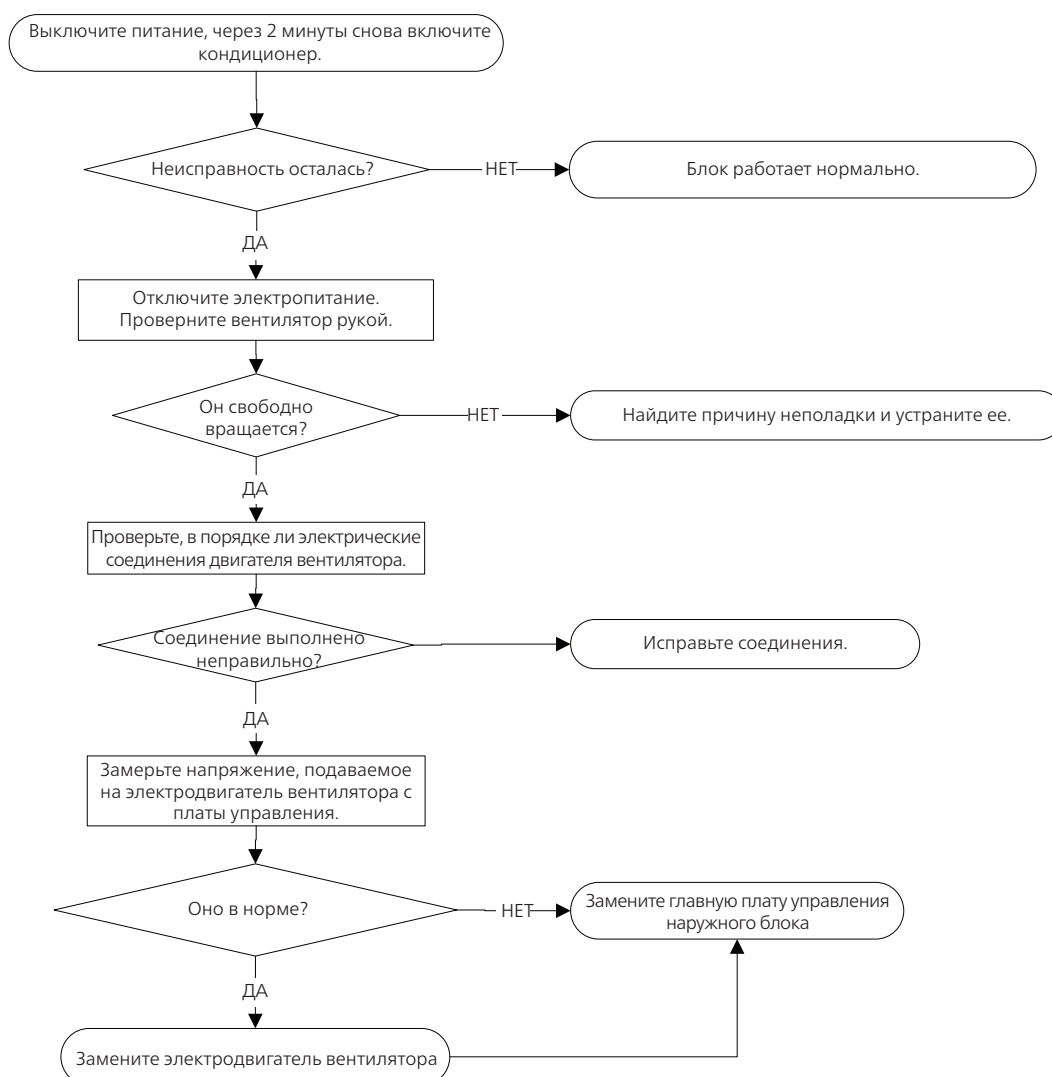 Выключите питание, через 2 минуты снова включите
кондиционер.
Неисправность осталась?
НЕТ
Блок работает нормально.
ДА
Отключите электропитание.
Проверните вентилятор рукой.
Он свободно
вращается?
НЕТ
Найдите причину неполадки и устраните ее.
ДА
Проверьте, в порядке ли электрические
соединения двигателя вентилятора.
Соединение выполнено
неправильно?
Исправьте соединения.
ДА
Замерьте напряжение, подаваемое
на электродвигатель вентилятора с
платы управления.
Оно в норме?
НЕТ
Замените главную плату управления
наружного блока
ДА
Замените электродвигатель вентилятора